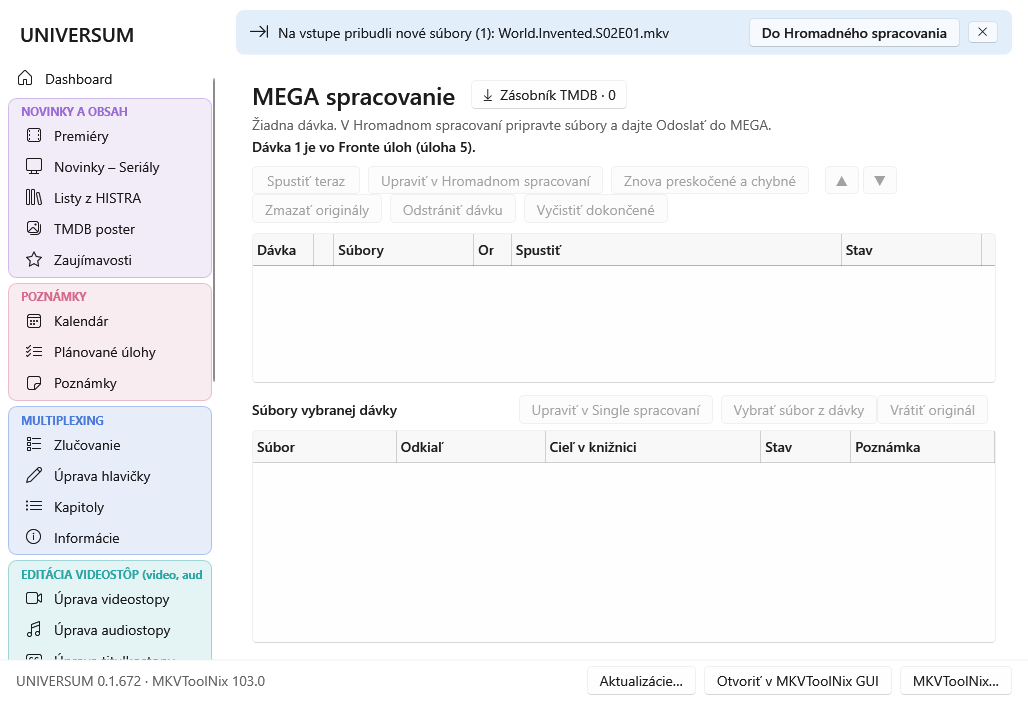 UNIVERSUM
Na vstupe pribudli nové súbory (1): World.Invented.S02E01.mkv
Do Hromadného spracovania
Dashboard
NOVINKY A OBSAH
Premiéry
Novinky – Seriály
Listy z HISTRA
TMDB poster
Zaujímavosti
POZNÁMKY
Kalendár
Plánované úlohy
Poznámky
MULTIPLEXING
Zlučovanie
Úprava hlavičky
Kapitoly
Informácie
EDITÁCIA VIDEOSTÔP (video, aud
Úprava videostopy
Úprava audiostopy
MEGA spracovanie
Zásobník TMDB · 0
Žiadna dávka. V Hromadnom spracovaní pripravte súbory a dajte Odoslať do MEGA.
Dávka 1 je vo Fronte úloh (úloha 5).
Spustiť teraz
Upraviť v Hromadnom spracovaní
Znova preskočené a chybné
Zmazať originály
Odstrániť dávku
Vyčistiť dokončené
Dávka Súbory Or Spustiť Stav
Súbory vybranej dávky
Upraviť v Single spracovaní
Vybrať súbor z dávky
Vrátiť originál
Súbor Odkiaľ Cieľ v knižnici Stav Poznámka
UNIVERSUM 0.1.672 · MKVToolNix 103.0
Aktualizácie...
Otvoriť v MKVToolNix GUI
MKVToolNix...